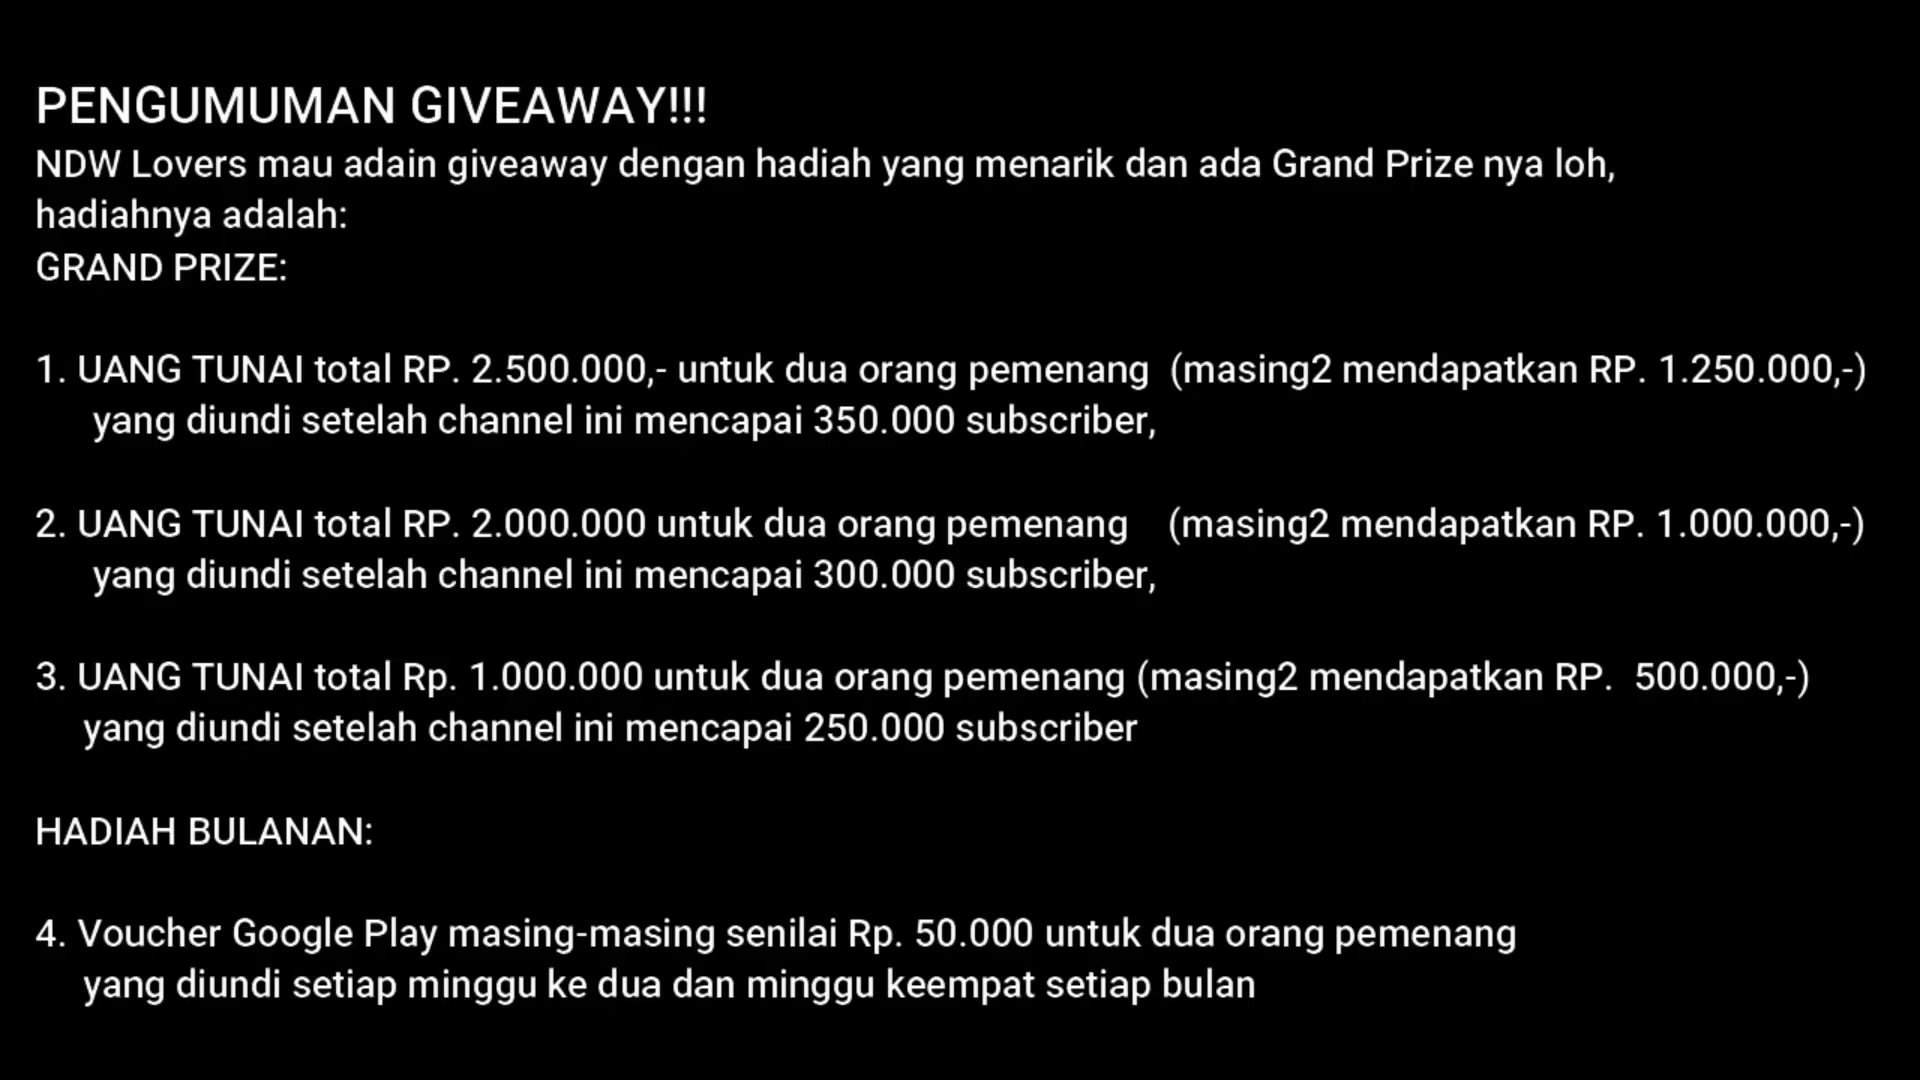 PENGUMUMAN GIVEAWAY!!!
NDW Lovers mau adain giveaway dengan hadiah yang menarik dan ada Grand Prize nya loh,
hadiahnya adalah:
GRAND PRIZE:
1. UANG TUNAI total RP. 2.500.000,- untuk dua orang pemenang (masing2 mendapatkan RP. 1.250.000,-)
yang diundi setelah channel ini mencapai 350.000 subscriber,
2. UANG TUNAI total RP. 2.000.000 untuk dua orang pemenang (masing2 mendapatkan RP. 1.000.000,-)
yang diundi setelah channel ini mencapai 300.000 subscriber,
3. UANG TUNAI total Rp. 1.000.000 untuk dua orang pemenang (masing2 mendapatkan RP. 500.000,-)
yang diundi setelah channel ini mencapai 250.000 subscriber
HADIAH BULANAN:
4. Voucher Google Play masing-masing senilai Rp. 50.000 untuk dua orang pemenang
yang diundi setiap minggu ke dua dan minggu keempat setiap bulan